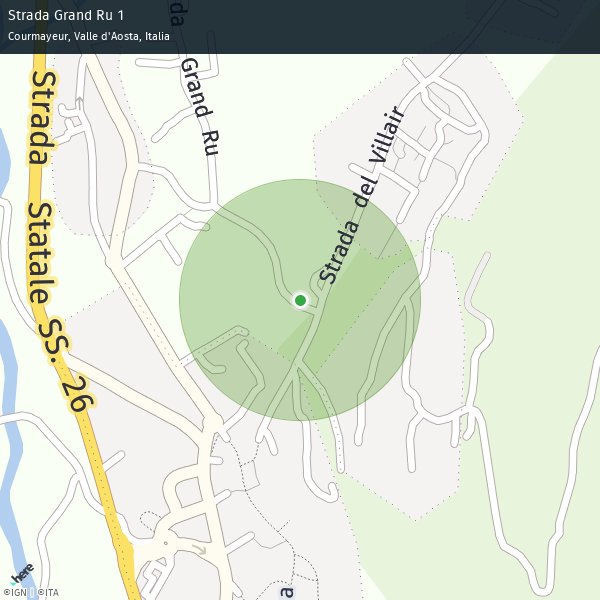 Strada Grand Ru 1
Courmayeur, Valle d'Aosta, Italia
Strada Statale SS. 26
da Grand Ru
Strada del Villair
a
here
©IGN | ©ITA